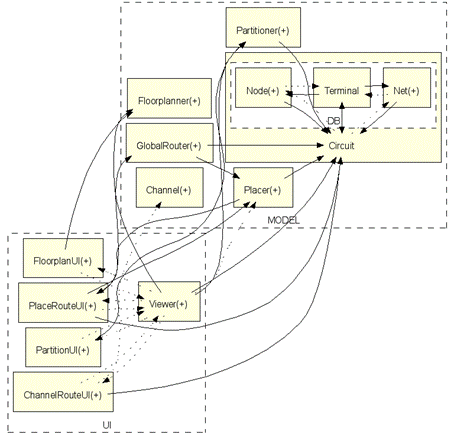 Partitioner(+)
Node(+)
Terminal
Net(+)
Floorplanner(+)
DB
GlobalRouter(+)
Circuit
Channel(+)
Placer(+)
MODEL
FloorplanUI(+)
PlaceRouteUI(+)
Viewer(+)
PartitionUI(+)
ChannelRouteUI(+)
UI